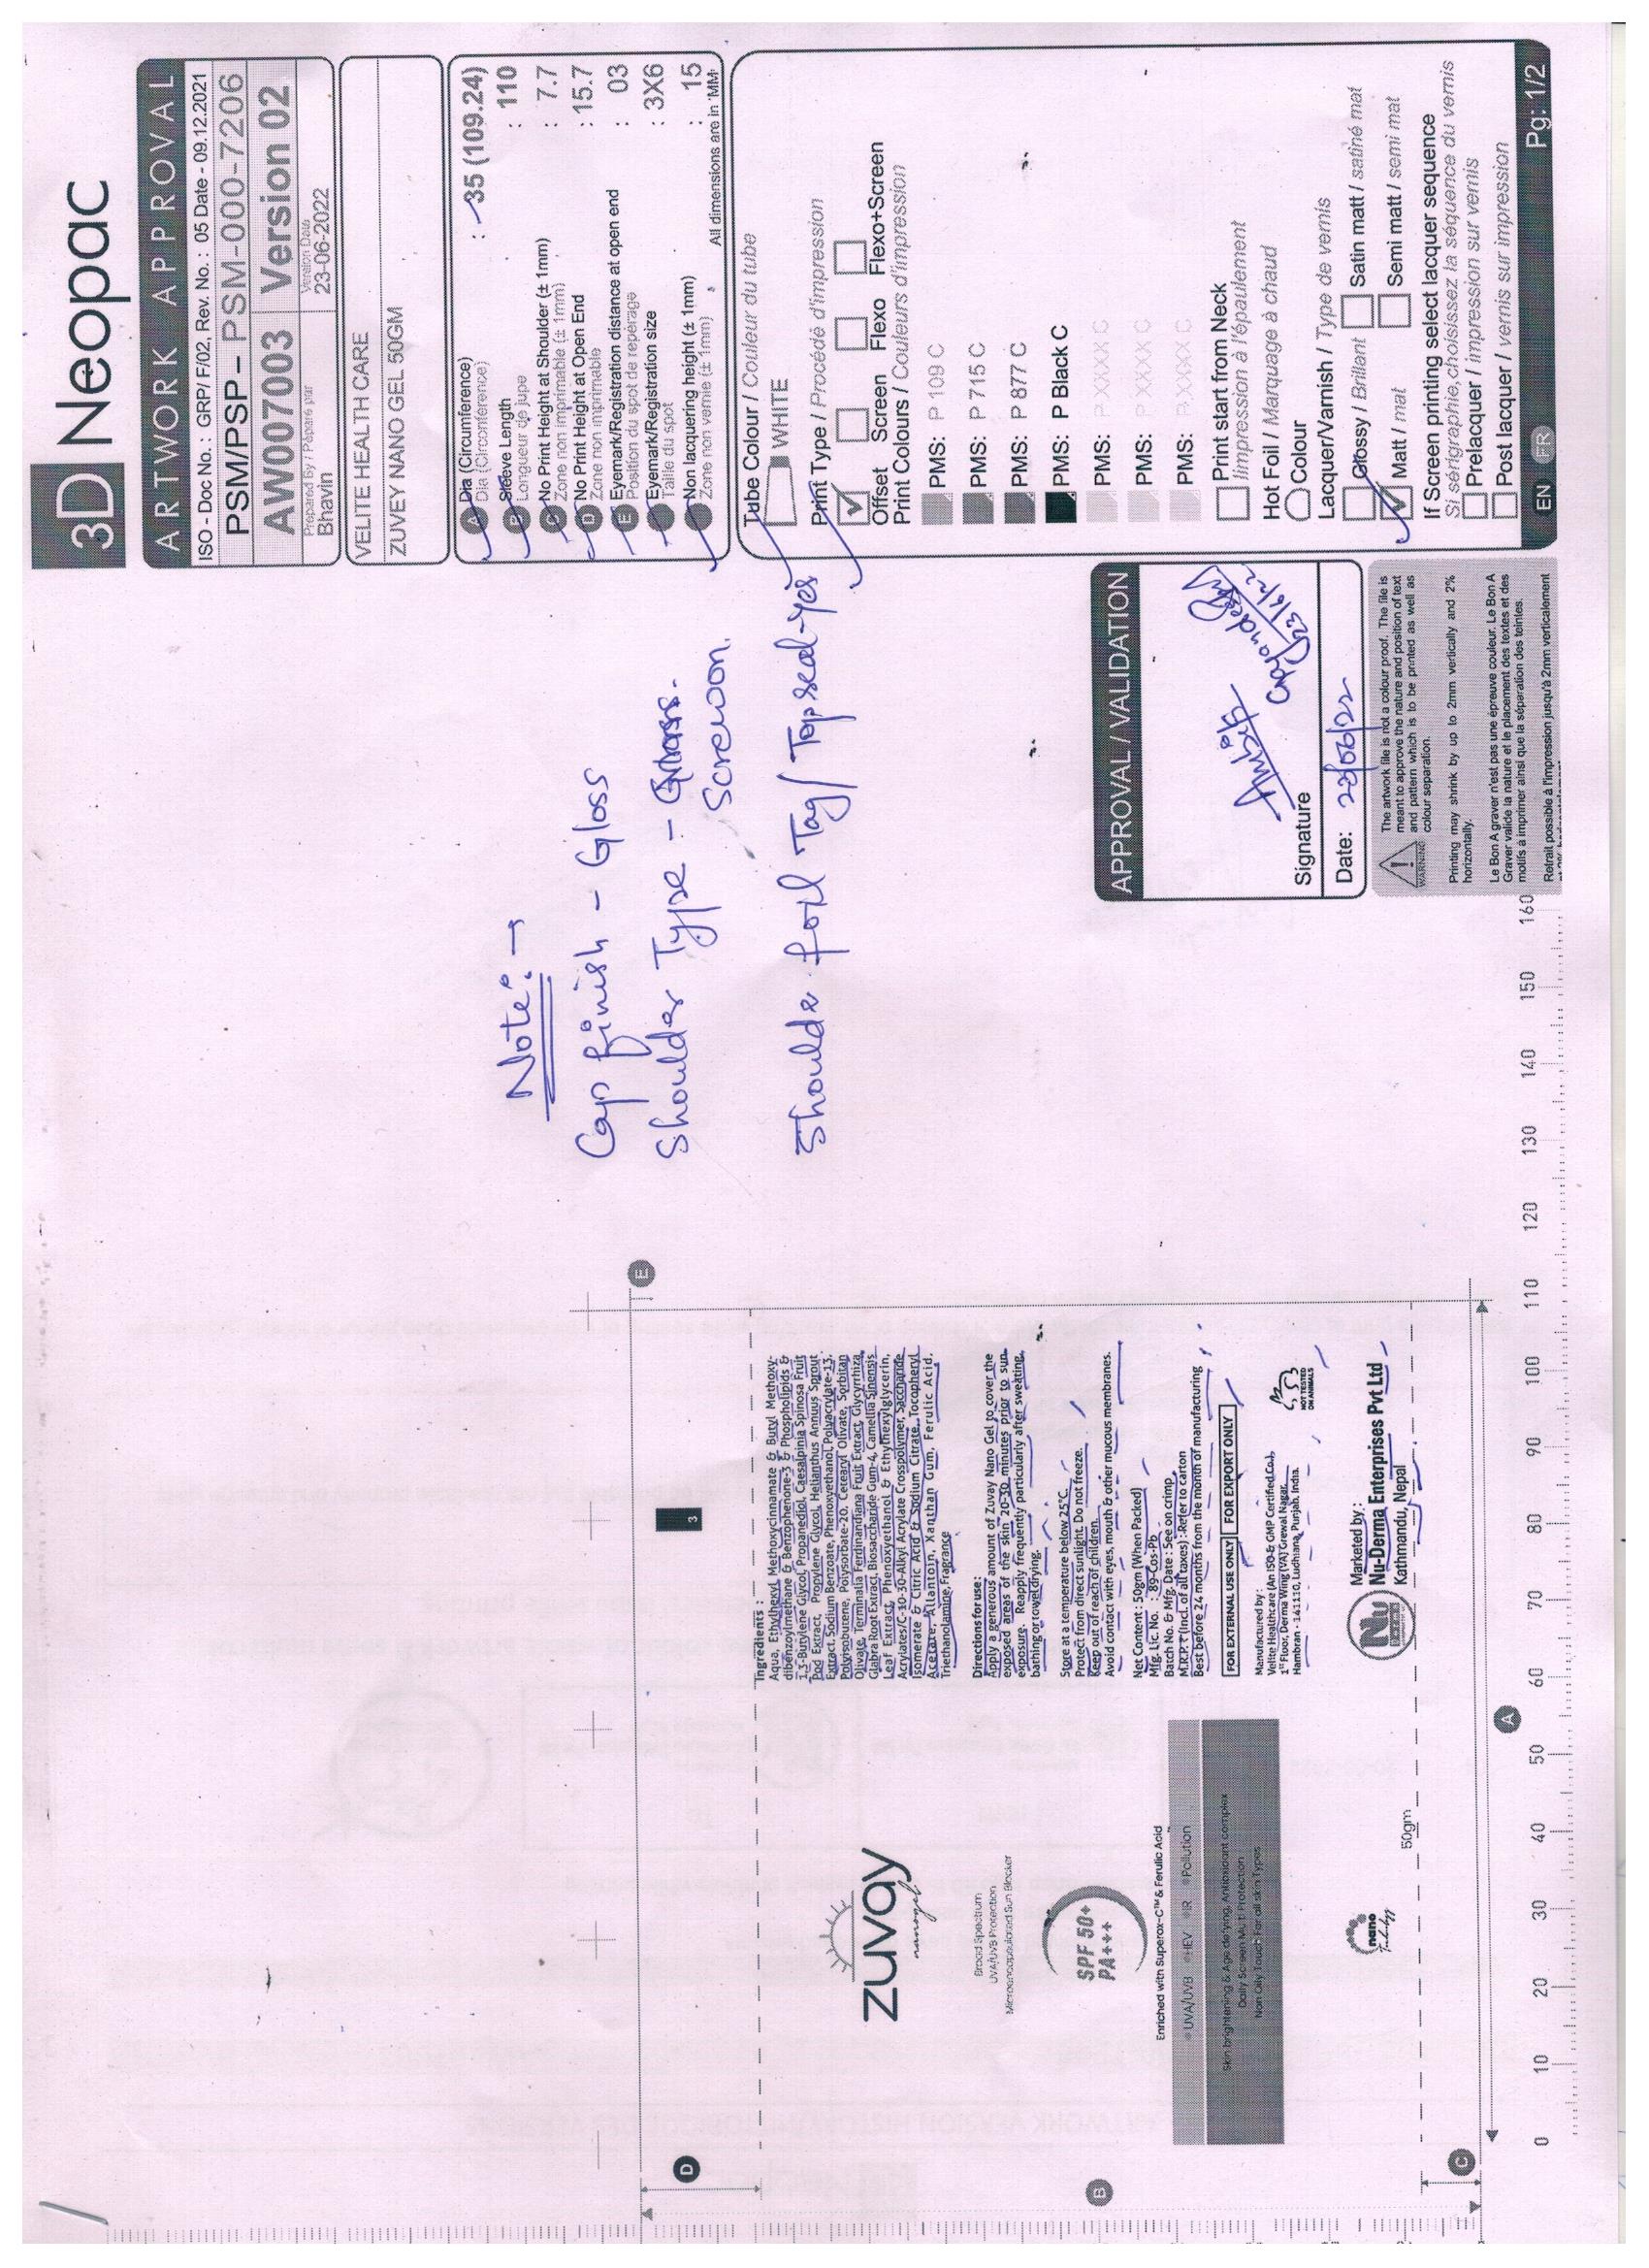 3D Neopac
ARTWORK APPROVAL
ISO - Doc No. : GRP/ F/02, Rev. No. : 05 Date - 09.12.2021
PSM/PSP – PSM-000-7206
AW007003 Version 02
Prepared By / Préparé par
Bhavin
Version Date
23-06-2022
VELITE HEALTH CARE
ZUVEY NANO GEL 50GM
A Dia (Circumference) : 35 (109.24)
Dia (Circonférence)
B Sleeve Length : 110
Longueur de jupe
C No Print Height at Shoulder (± 1mm) : 7.7
Zone non imprimable (± 1mm)
D No Print Height at Open End : 15.7
Zone non imprimable
E Eyemark/Registration distance at open end : 03
Position du spot de repérage
Eyemark/Registration size : 3X6
Taille du spot
Non lacquering height (± 1mm) : 15
Zone non vernie (± 1mm)
All dimensions are in 'MM'
Tube Colour / Couleur du tube
WHITE
Print Type / Procédé d'impression
Offset Screen Flexo Flexo+Screen
Print Colours / Couleurs d'impression
PMS: P 109 C
PMS: P 715 C
PMS: P 877 C
PMS: P Black C
PMS: P XXXX C
PMS: P XXXX C
PMS: P XXXX C
Print start from Neck
Impression à l'épaulement
Hot Foil / Marquage à chaud
Colour
Lacquer/Varnish / Type de vernis
Glossy / Brillant Satin matt / satiné mat
Matt / mat Semi matt / semi mat
If Screen printing select lacquer sequence
Si sérigraphie,choisissez la séquence du vernis
Prelacquer / impression sur vernis
Post lacquer / vernis sur impression
EN FR Pg: 1/2
Note: →
Cap finish - Gloss
Shoulder Type -
Screwon.
Shoulder foil Tag/ Top seal-yes
APPROVAL / VALIDATION
Signature
Date:
WARNING
The artwork file is not a colour proof. The file is
meant to approve the nature and position of text
and pattern which is to be printed as well as
colour separation.
Printing may shrink by up to 2mm vertically and 2%
horizontally.
Le Bon A graver n'est pas une épreuve couleur. Le Bon A
Graver valide la nature et le placement des textes et des
motifs à imprimer ainsi que la séparation des teintes.
Retrait possible à l'impression jusqu'à 2mm verticalement
E
3
D
B
C
A
zuvay
nanogel
Broad Spectrum
UVA/UVB Protection
Microencapsulated Sun Blocker
SPF 50+
PA+++
Enriched with Superox-C™ & Ferulic Acid
UVA/UVB HEV IR Pollution
Skin brightening & Age defying, Antioxidant complex
Daily Screen Multi Protection
Non Oily Touch For all skin Types
nano
Technology
50gm
Ingredients :
Aqua, Ethylhexyl Methoxycinnamate & Butyl Methoxy-
dibenzoylmethane & Benzophenone-3 & Phospholipids &
1,3-Butylene Glycol, Propanediol, Caesalpinia Spinosa Fruit
Pod Extract, Propylene Glycol, Helianthus Annuus Sprout
Extract, Sodium Benzoate, Phenoxyethanol, Polyacrylate-13,
Polyisobutene, Polysorbate-20, Cetearyl Olivate, Sorbitan
Olivate, Terminalia Ferdinandiana Fruit Extract, Glycyrrhiza
Glabra Root Extract, Biosaccharide Gum-4, Camellia Sinensis
Leaf Extract, Phenoxyethanol & Ethylhexylglycerin,
Acrylates/C-10-30-Alkyl Acrylate Crosspolymer, Saccharide
Isomerate & Citric Acid & Sodium Citrate, Tocopheryl
Acetate, Allantoin, Xanthan Gum, Ferulic Acid,
Triethanolamine, Fragrance
Directions for use:
Apply a generous amount of Zuvay Nano Gel to cover the
exposed areas of the skin 20-30 minutes prior to sun
exposure. Reapply frequently particularly after sweating,
bathing or towel drying.
Store at a temperature below 25°C.
Protect from direct sunlight. Do not freeze.
Keep out of reach of children.
Avoid contact with eyes, mouth & other mucous membranes.
Net Content : 50gm (When Packed)
Mfg. Lic. No. : 89-Cos-Pb
Batch No. & Mfg. Date : See on crimp
M.R.P. ₹ (Incl. of all taxes) : Refer to carton
Best before 24 months from the month of manufacturing
FOR EXTERNAL USE ONLY FOR EXPORT ONLY
Manufactured by:
Velite Healthcare (An ISO & GMP Certified Co.),
1st Floor, Derma Wing (VA) Grewal Nagar,
Hambran - 141110, Ludhiana, Punjab, India.
NOT TESTED
ON ANIMALS
Marketed by:
Nu-Derma Enterprises Pvt Ltd
Kathmandu, Nepal
Nu
0 10 20 30 40 50 60 70 80 90 100 110 120 130 140 150 160